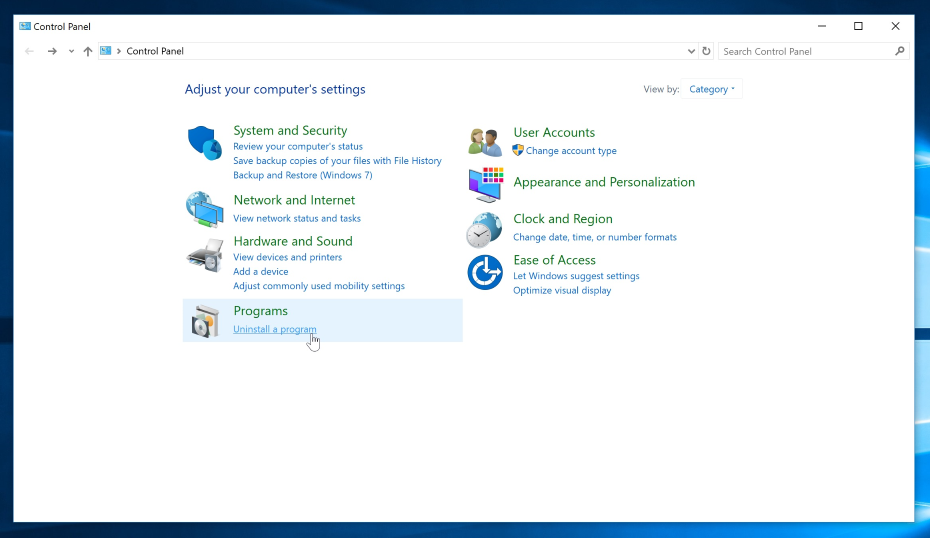 Control Panel
Control Panel
Search Control Panel
Adjust your computer's settings
View by: Category
System and Security
Review your computer's status
Save backup copies of your files with File History
Backup and Restore (Windows 7)
Network and Internet
View network status and tasks
Hardware and Sound
View devices and printers
Add a device
Adjust commonly used mobility settings
Programs
Uninstall a program
User Accounts
Change account type
Appearance and Personalization
Clock and Region
Change date, time, or number formats
Ease of Access
Let Windows suggest settings
Optimize visual display